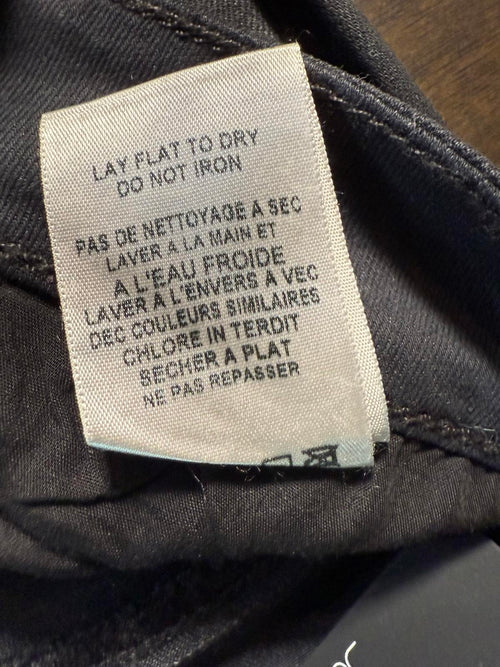 LAY FLAT TO DRY
DO NOT IRON
PAS DE NETTOYAGE A SEC
LAVER A LA MAIN ET
A L'EAU FROIDE
LAVER A L'ENVERS A VEC
DEC COULEURS SIMILAIRES
CHLORE IN TERDIT
SECHER A PLAT
NE PAS REPASSER